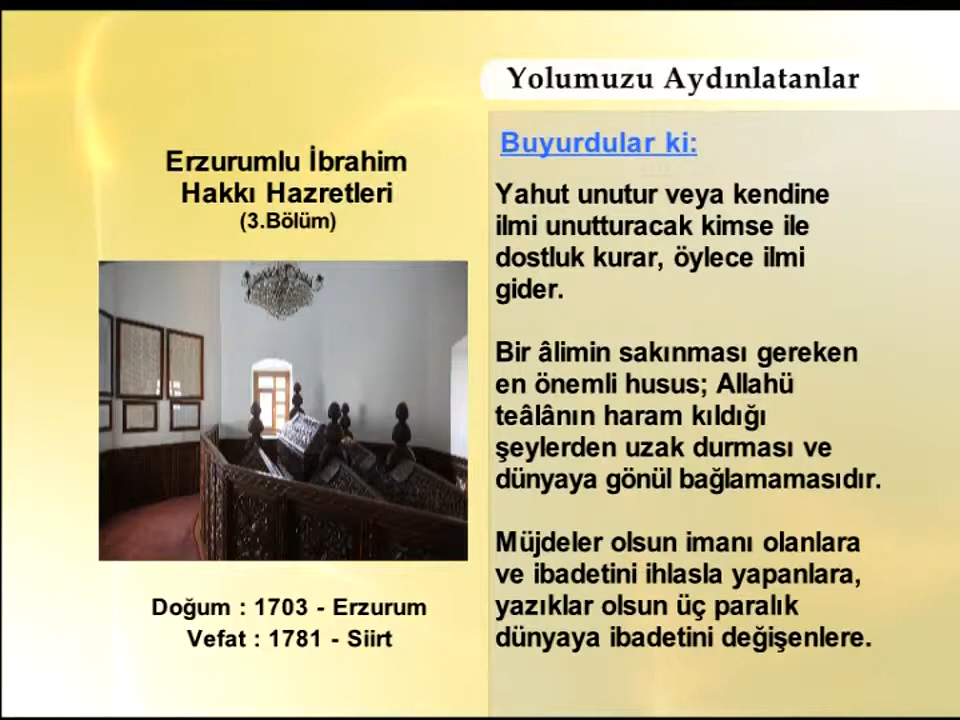 Yolumuzu Aydınlatanlar
Erzurumlu İbrahim
Hakkı Hazretleri
(3.Bölüm)
Doğum : 1703 - Erzurum
Vefat : 1781 - Siirt
Buyurdular ki:
Yahut unutur veya kendine
ilmi unutturacak kimse ile
dostluk kurar, öylece ilmi
gider.
Bir âlimin sakınması gereken
en önemli husus; Allahü
teâlânın haram kıldığı
şeylerden uzak durması ve
dünyaya gönül bağlamamasıdır.
Müjdeler olsun imanı olanlara
ve ibadetini ihlasla yapanlara,
yazıklar olsun üç paralık
dünyaya ibadetini değişenlere.